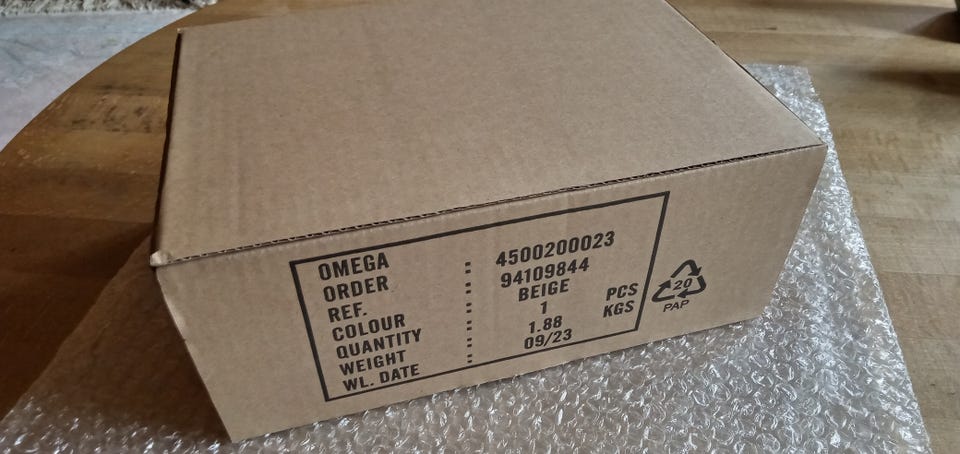 OMEGA
ORDER : 4500200023
REF. : 94109844
COLOUR : BEIGE
QUANTITY : 1 PCS
WEIGHT : 1.88 KGS
WL. DATE : 09/23
20
PAP